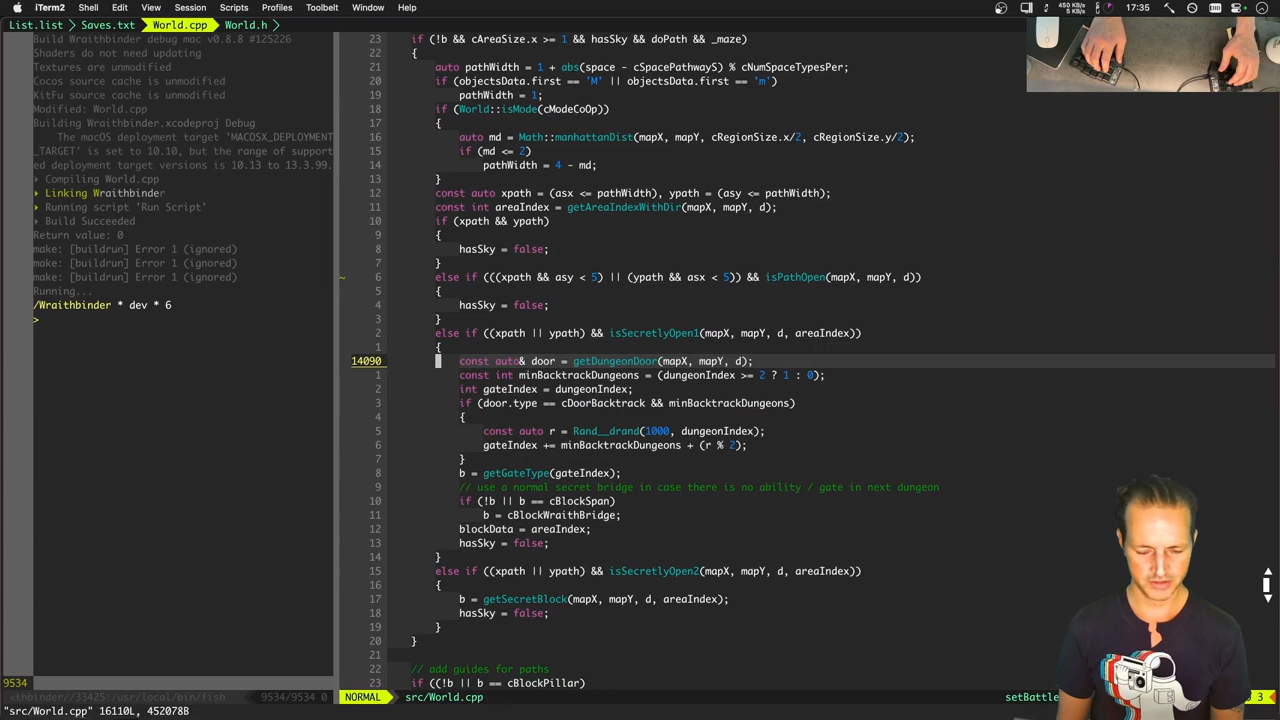 iTerm2 Shell Edit View Session Scripts Profiles Toolbelt Window Help
450 KB/s
5 KB/s
17:35
List.list Saves.txt World.cpp World.h
Build Wraithbinder debug mac v0.8.8 #125226
Shaders do not need updating
Textures are unmodified
Cocos source cache is unmodified
KitFu source cache is unmodified
Modified: World.cpp
Building Wraithbinder.xcodeproj Debug
The macOS deployment target 'MACOSX_DEPLOYMENT
_TARGET' is set to 10.10, but the range of support
ed deployment target versions is 10.13 to 13.3.99.
Compiling World.cpp
Linking Wraithbinder
Running script 'Run Script'
Build Succeeded
Return value: 0
make: [buildrun] Error 1 (ignored)
make: [buildrun] Error 1 (ignored)
make: [buildrun] Error 1 (ignored)
Running...
/Wraithbinder * dev * 6
>
9534
9534/9534 0
23 if (!b && cAreaSize.x >= 1 && hasSky && doPath && _maze)
22 {
21 auto pathWidth = 1 + abs(space - cSpacePathwayS) % cNumSpaceTypesPer;
20 if (objectsData.first == 'M' || objectsData.first == 'm')
19 pathWidth = 1;
18 if (World::isMode(cModeCoOp))
17 {
16 auto md = Math::manhattanDist(mapX, mapY, cRegionSize.x/2, cRegionSize.y/2);
15 if (md <= 2)
14 pathWidth = 4 - md;
13 }
12 const auto xpath = (asx <= pathWidth), ypath = (asy <= pathWidth);
11 const int areaIndex = getAreaIndexWithDir(mapX, mapY, d);
10 if (xpath && ypath)
9 {
8 hasSky = false;
7 }
~ 6 else if (((xpath && asy < 5) || (ypath && asx < 5)) && isPathOpen(mapX, mapY, d))
5 {
4 hasSky = false;
3 }
2 else if ((xpath || ypath) && isSecretlyOpen1(mapX, mapY, d, areaIndex))
1 {
14090 const auto& door = getDungeonDoor(mapX, mapY, d);
1 const int minBacktrackDungeons = (dungeonIndex >= 2 ? 1 : 0);
2 int gateIndex = dungeonIndex;
3 if (door.type == cDoorBacktrack && minBacktrackDungeons)
4 {
5 const auto r = Rand__drand(1000, dungeonIndex);
6 gateIndex += minBacktrackDungeons + (r % 2);
7 }
8 b = getGateType(gateIndex);
9 // use a normal secret bridge in case there is no ability / gate in next dungeon
10 if (!b || b == cBlockSpan)
11 b = cBlockWraithBridge;
12 blockData = areaIndex;
13 hasSky = false;
14 }
15 else if ((xpath || ypath) && isSecretlyOpen2(mapX, mapY, d, areaIndex))
16 {
17 b = getSecretBlock(mapX, mapY, d, areaIndex);
18 hasSky = false;
19 }
20 }
21
22 // add guides for paths
23 if ((!b || b == cBlockPillar)
NORMAL src/World.cpp setBattle 3
"src/World.cpp" 16110L, 452078B